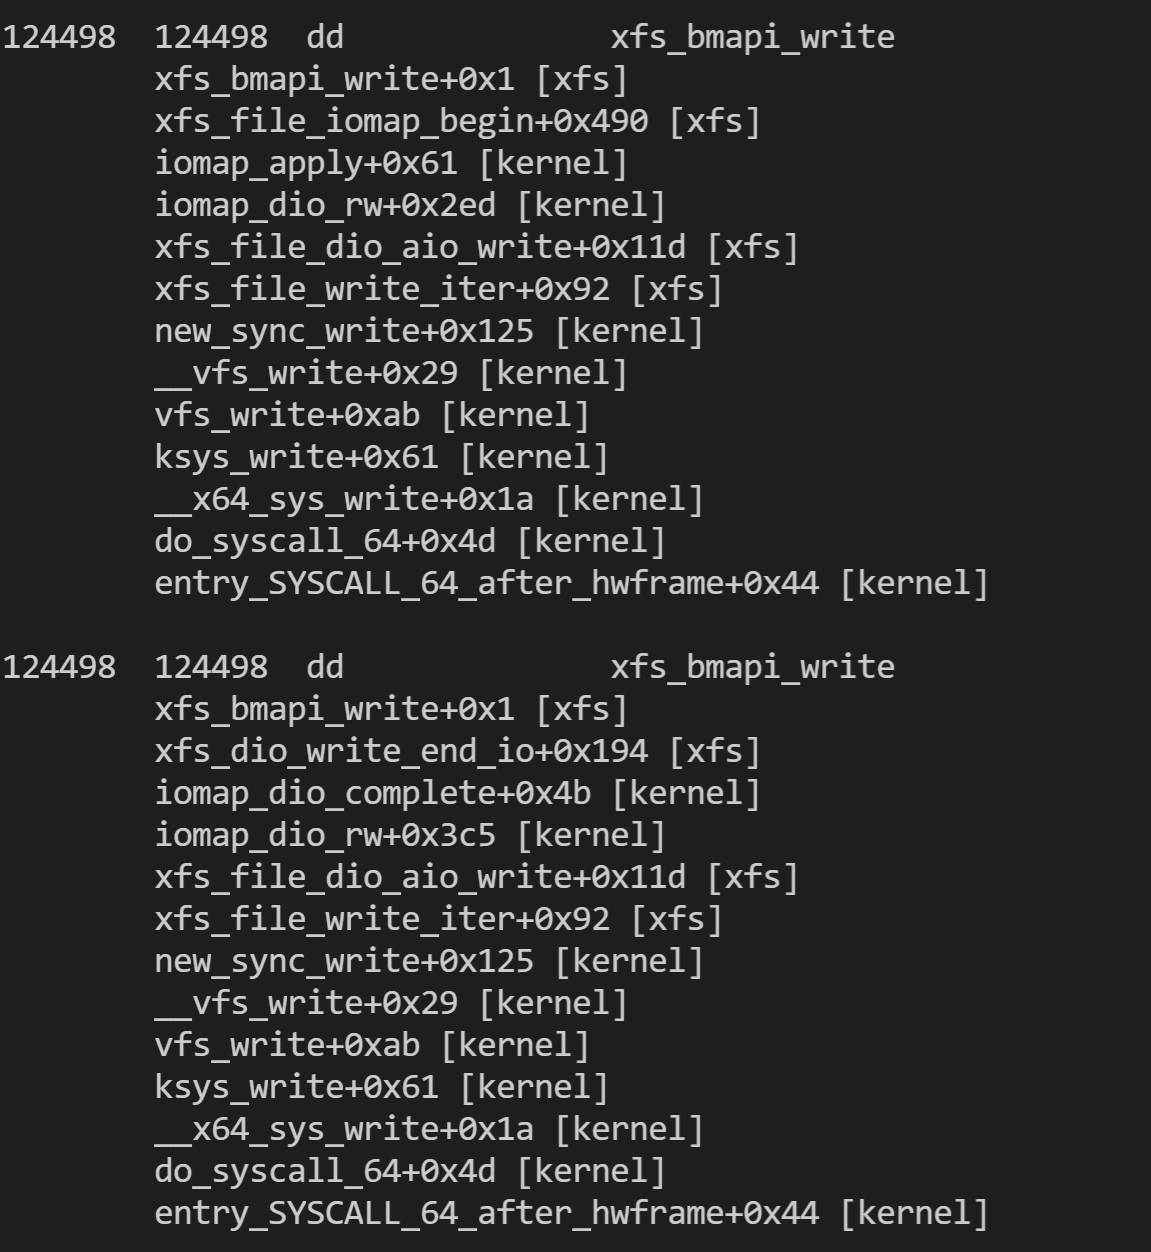 124498  124498  dd              xfs_bmapi_write
        xfs_bmapi_write+0x1 [xfs]
        xfs_file_iomap_begin+0x490 [xfs]
        iomap_apply+0x61 [kernel]
        iomap_dio_rw+0x2ed [kernel]
        xfs_file_dio_aio_write+0x11d [xfs]
        xfs_file_write_iter+0x92 [xfs]
        new_sync_write+0x125 [kernel]
        __vfs_write+0x29 [kernel]
        vfs_write+0xab [kernel]
        ksys_write+0x61 [kernel]
        __x64_sys_write+0x1a [kernel]
        do_syscall_64+0x4d [kernel]
        entry_SYSCALL_64_after_hwframe+0x44 [kernel]

124498  124498  dd              xfs_bmapi_write
        xfs_bmapi_write+0x1 [xfs]
        xfs_dio_write_end_io+0x194 [xfs]
        iomap_dio_complete+0x4b [kernel]
        iomap_dio_rw+0x3c5 [kernel]
        xfs_file_dio_aio_write+0x11d [xfs]
        xfs_file_write_iter+0x92 [xfs]
        new_sync_write+0x125 [kernel]
        __vfs_write+0x29 [kernel]
        vfs_write+0xab [kernel]
        ksys_write+0x61 [kernel]
        __x64_sys_write+0x1a [kernel]
        do_syscall_64+0x4d [kernel]
        entry_SYSCALL_64_after_hwframe+0x44 [kernel]